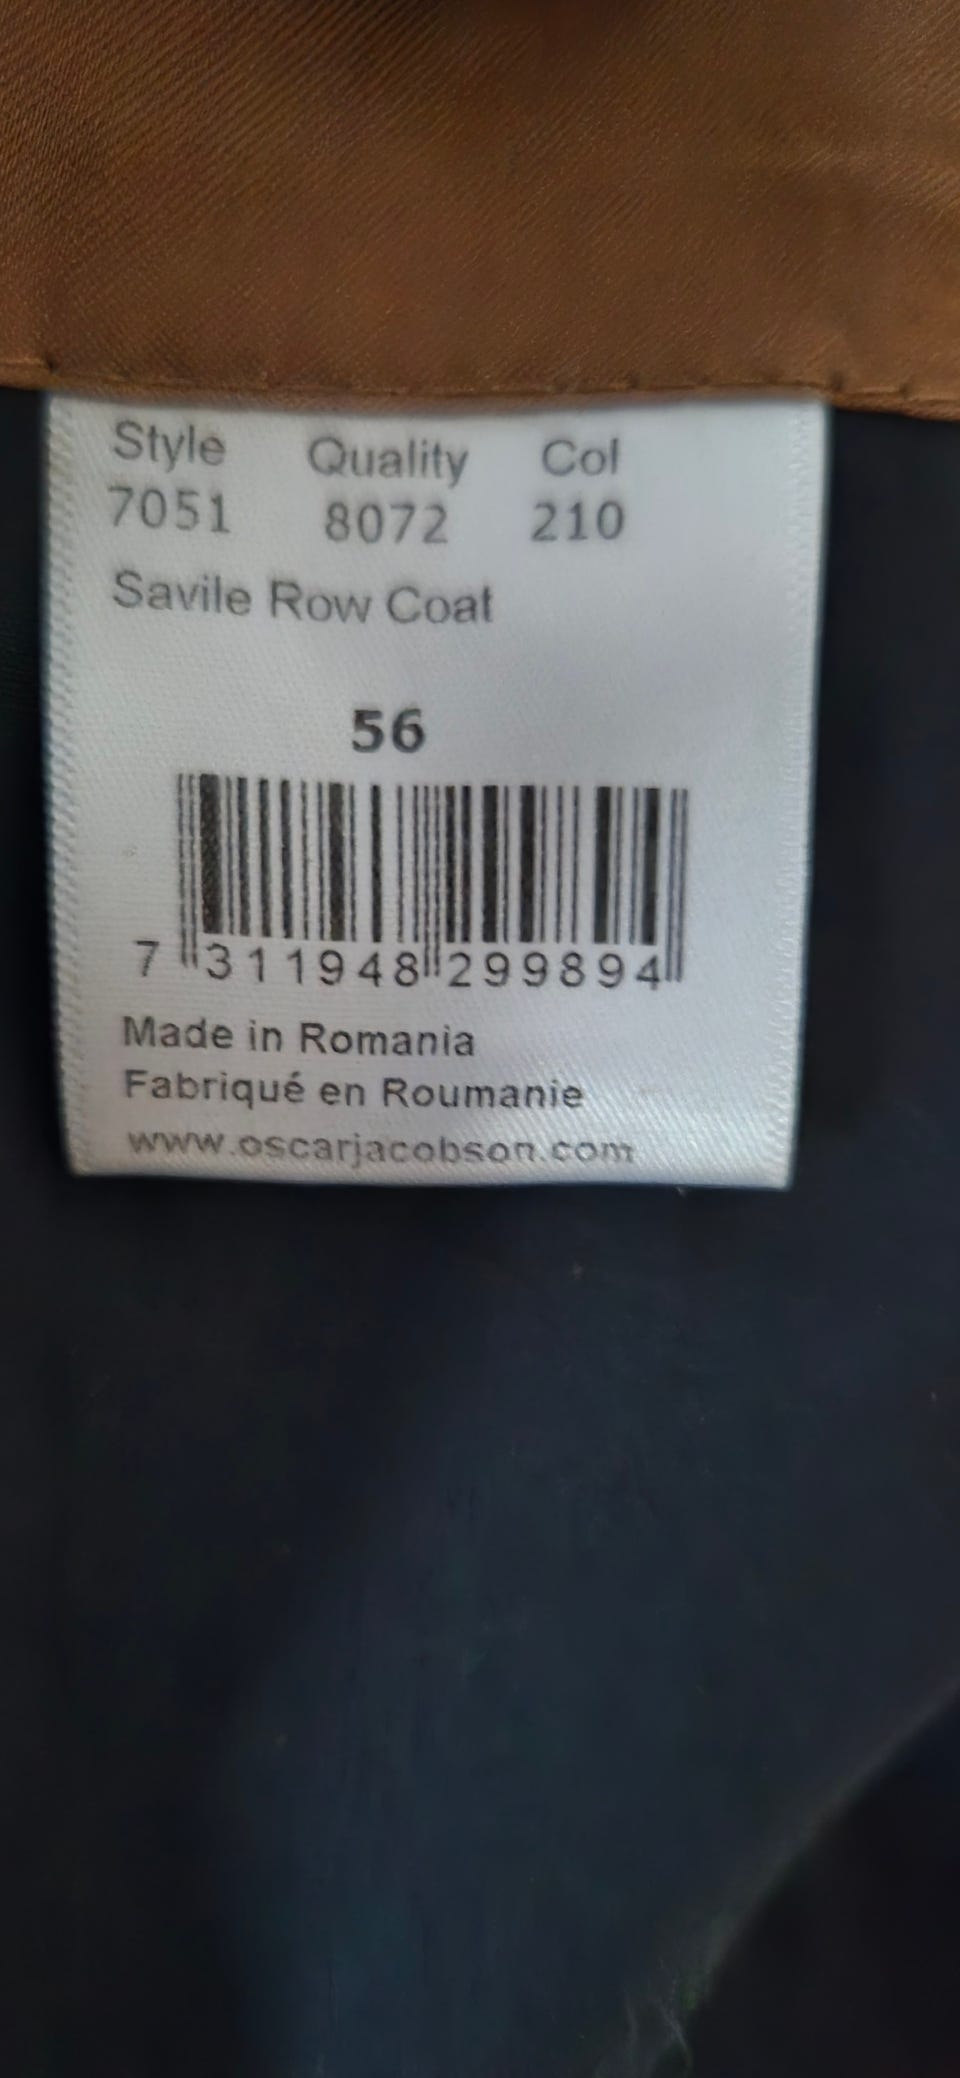 Style Quality Col
7051 8072 210
Savile Row Coat
56
7 311948 299894
Made in Romania
Fabriqué en Roumanie
www.oscarjacobson.com